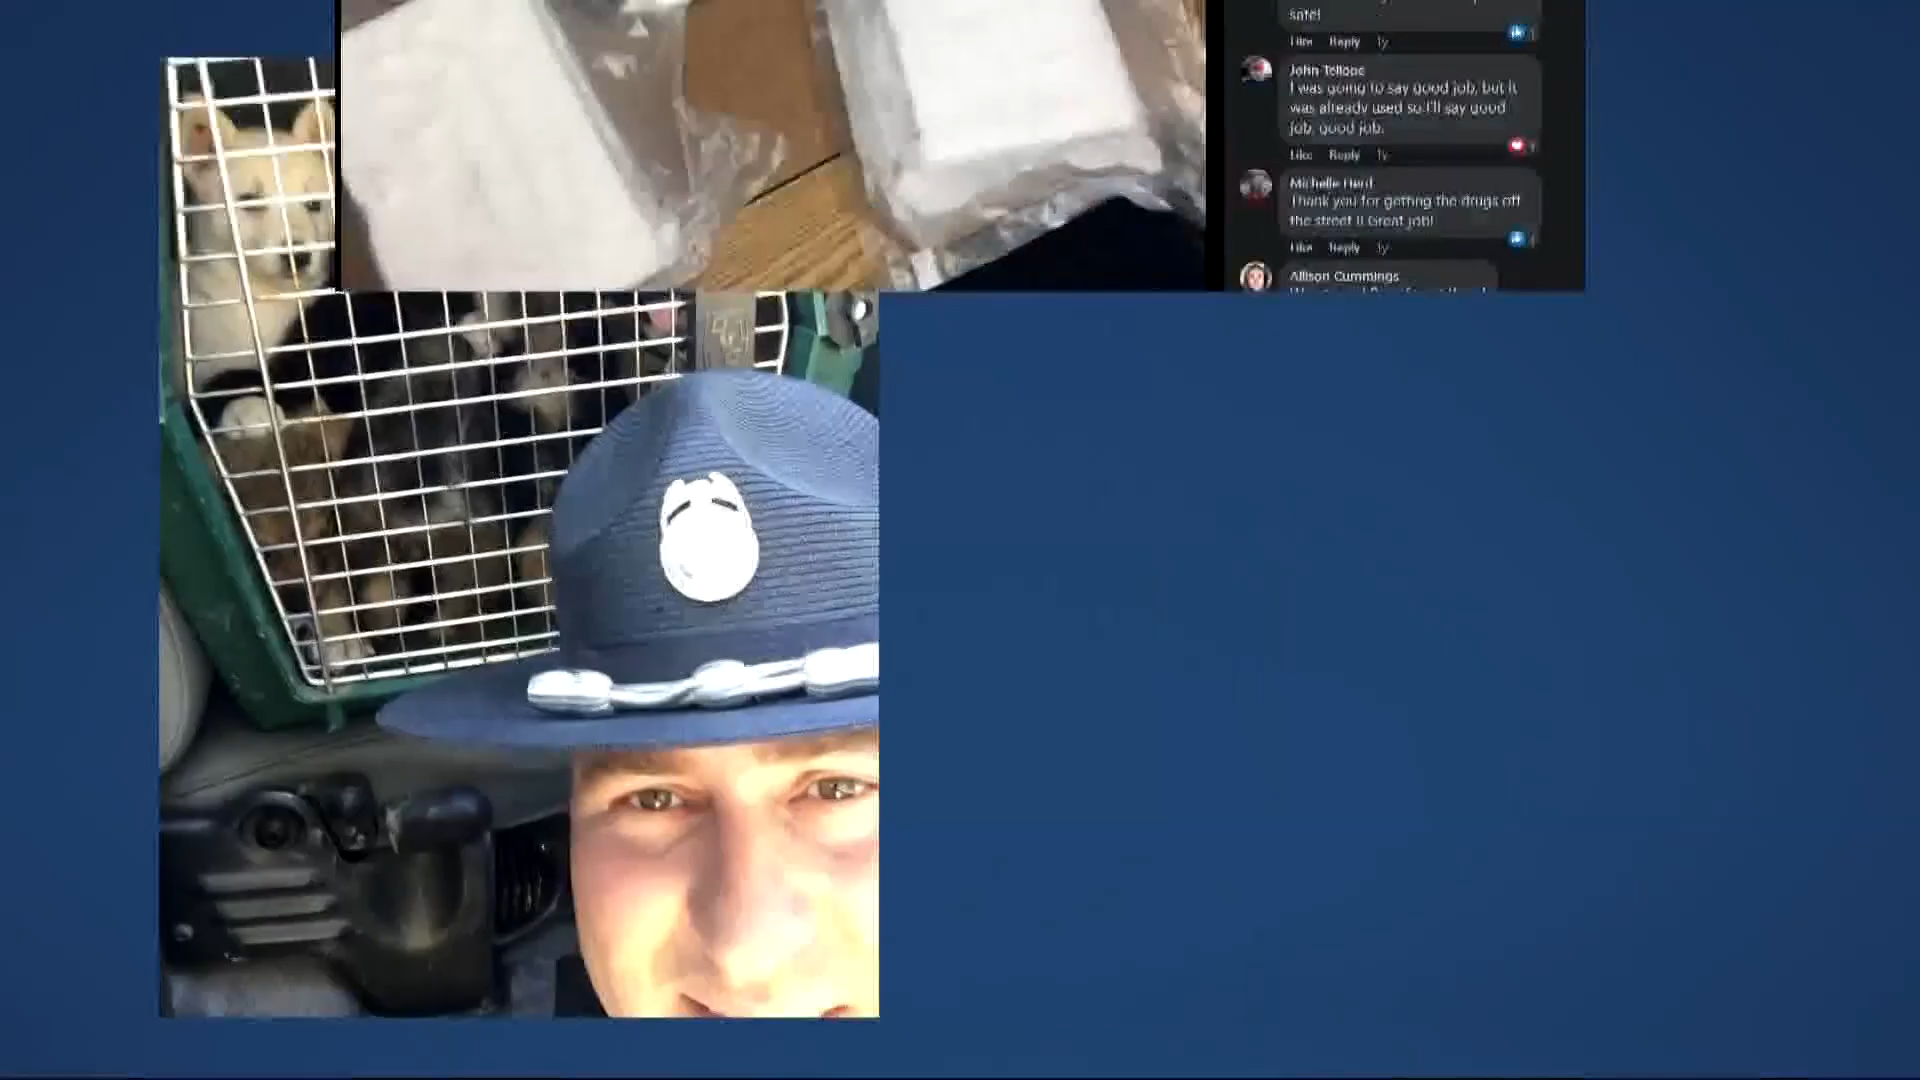 safe!
Like Reply 1y
John Tellone
I was going to say good job, but it
was already used so I'll say good
job, good job.
Like Reply 1y
Michelle Herd
Thank you for getting the drugs off
the street !! Great job!
Like Reply 1y
Allison Cummings